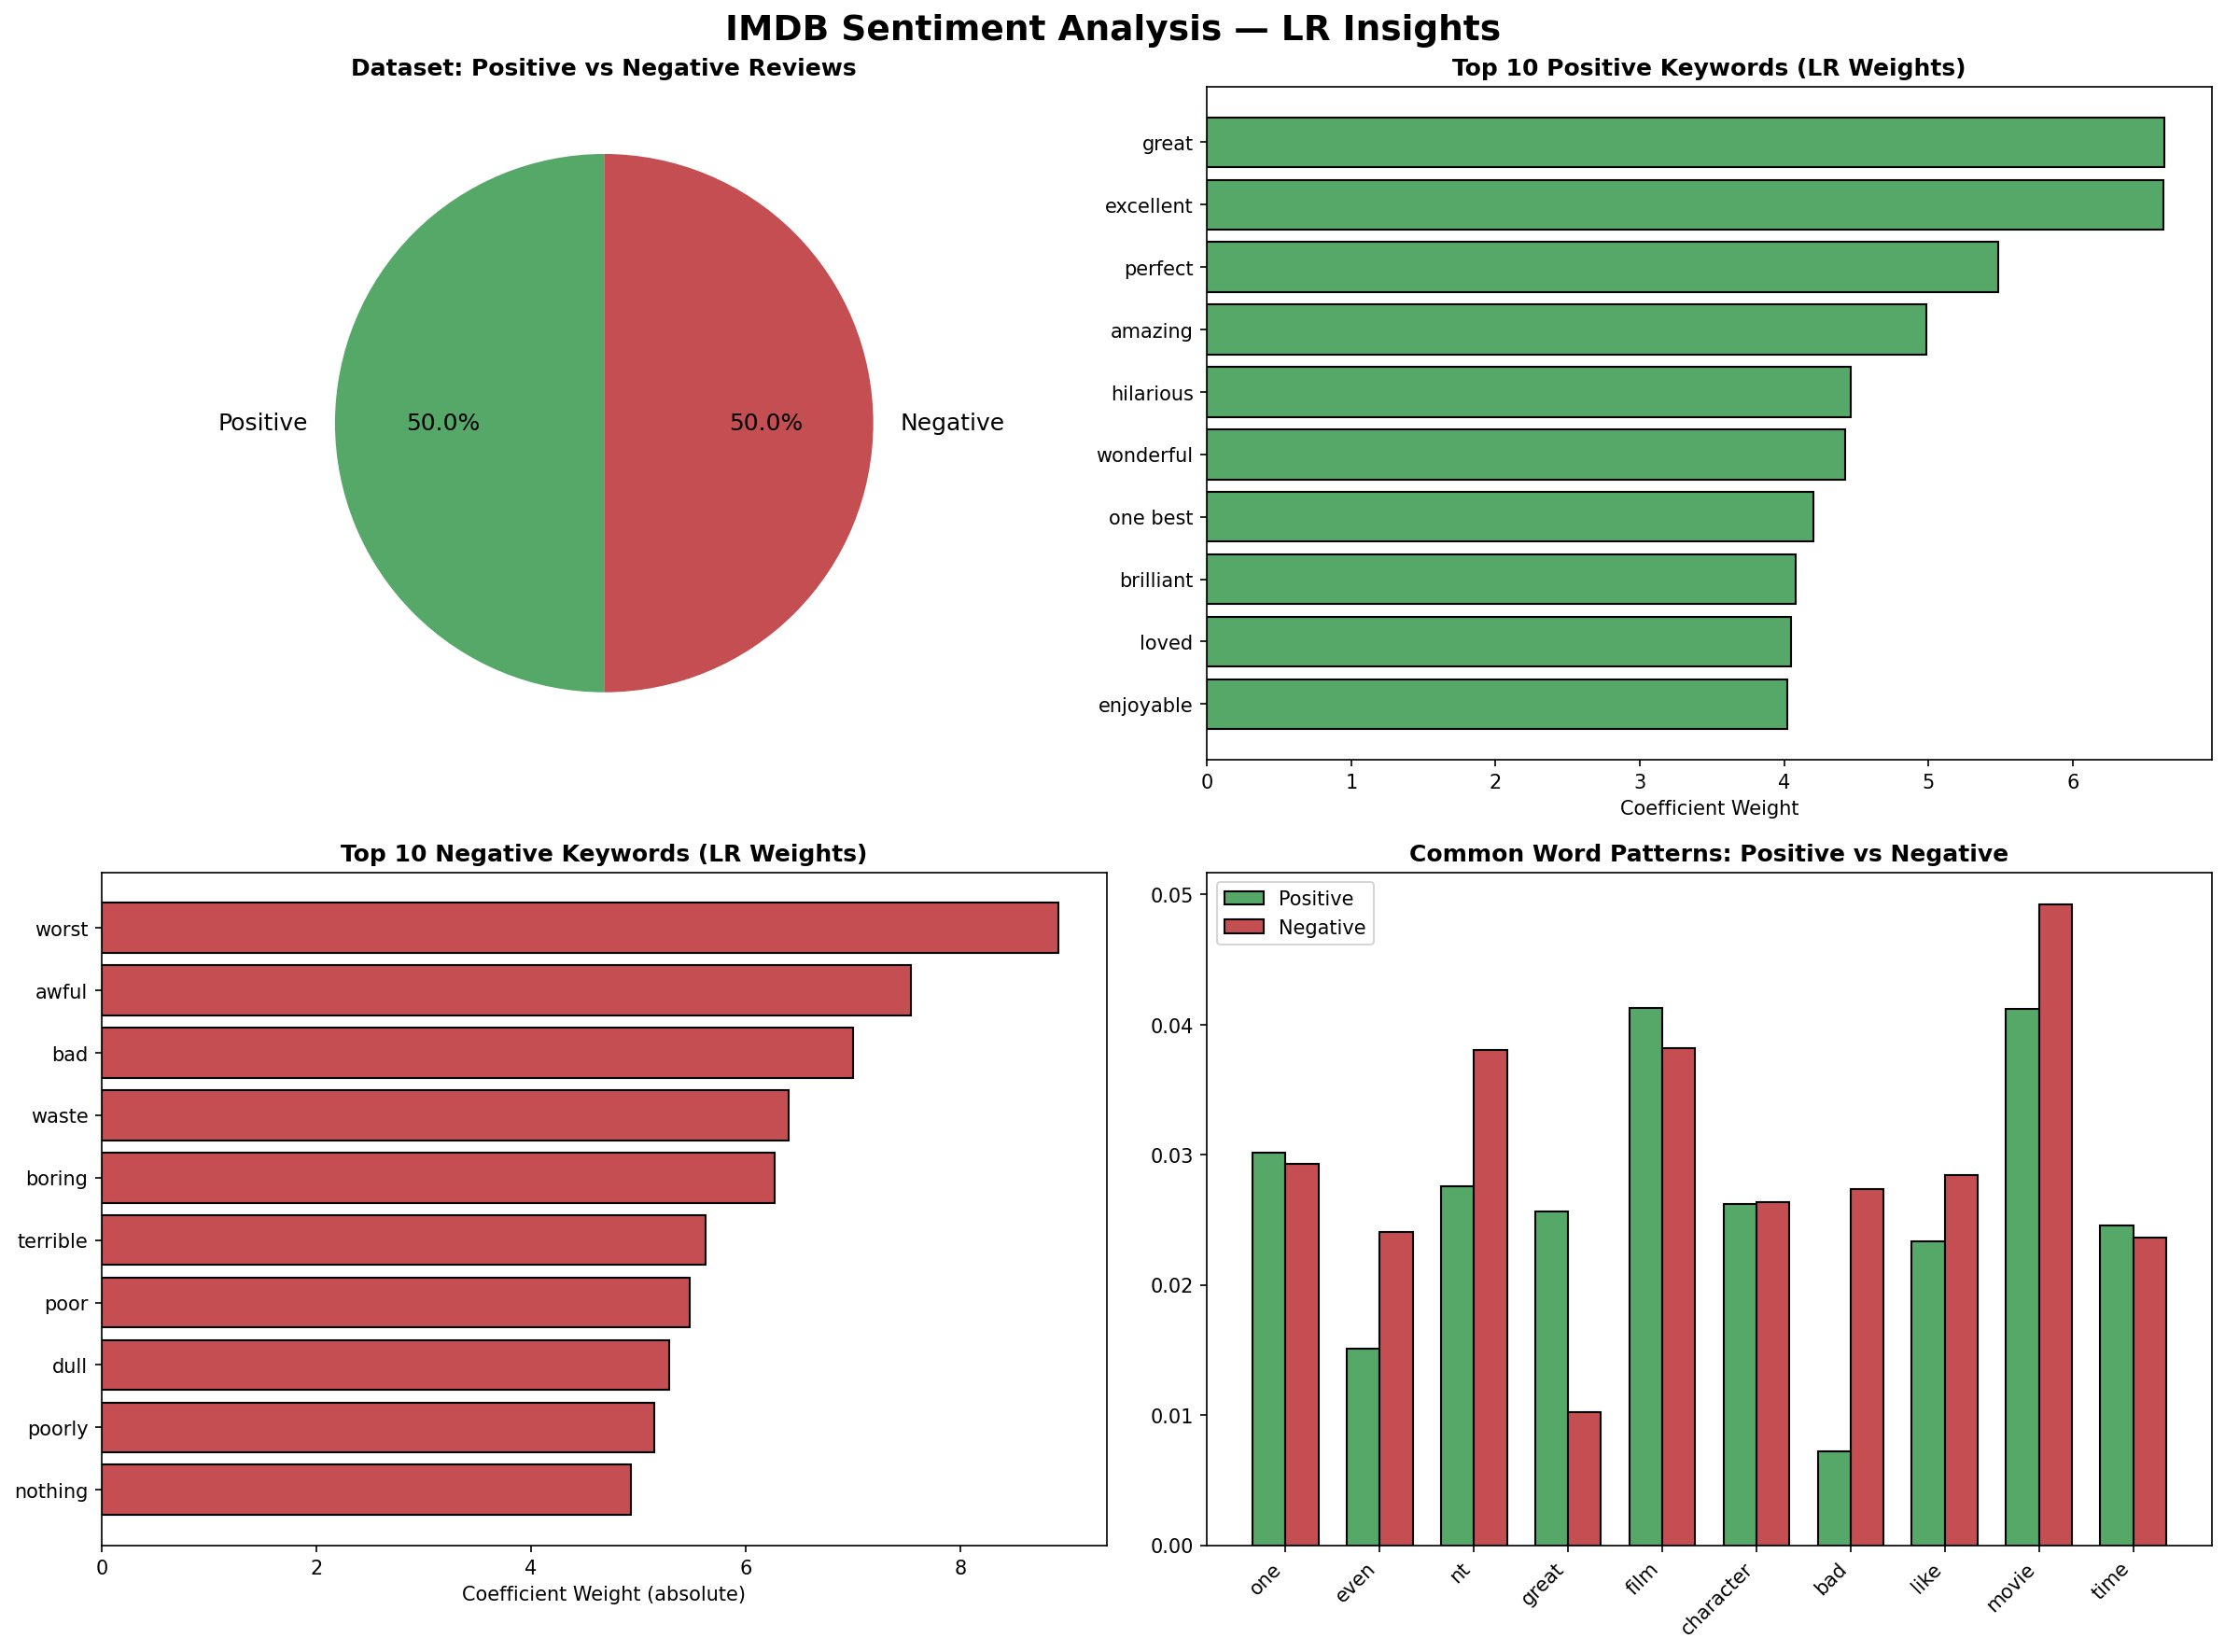 IMDB Sentiment Analysis — LR Insights
Dataset: Positive vs Negative Reviews
Positive
50.0%
50.0%
Negative
Top 10 Positive Keywords (LR Weights)
great
excellent
perfect
amazing
hilarious
wonderful
one best
brilliant
loved
enjoyable
0 1 2 3 4 5 6
Coefficient Weight
Top 10 Negative Keywords (LR Weights)
worst
awful
bad
waste
boring
terrible
poor
dull
poorly
nothing
0 2 4 6 8
Coefficient Weight (absolute)
Common Word Patterns: Positive vs Negative
Positive
Negative
0.05
0.04
0.03
0.02
0.01
0.00
one even nt great film character bad like movie time